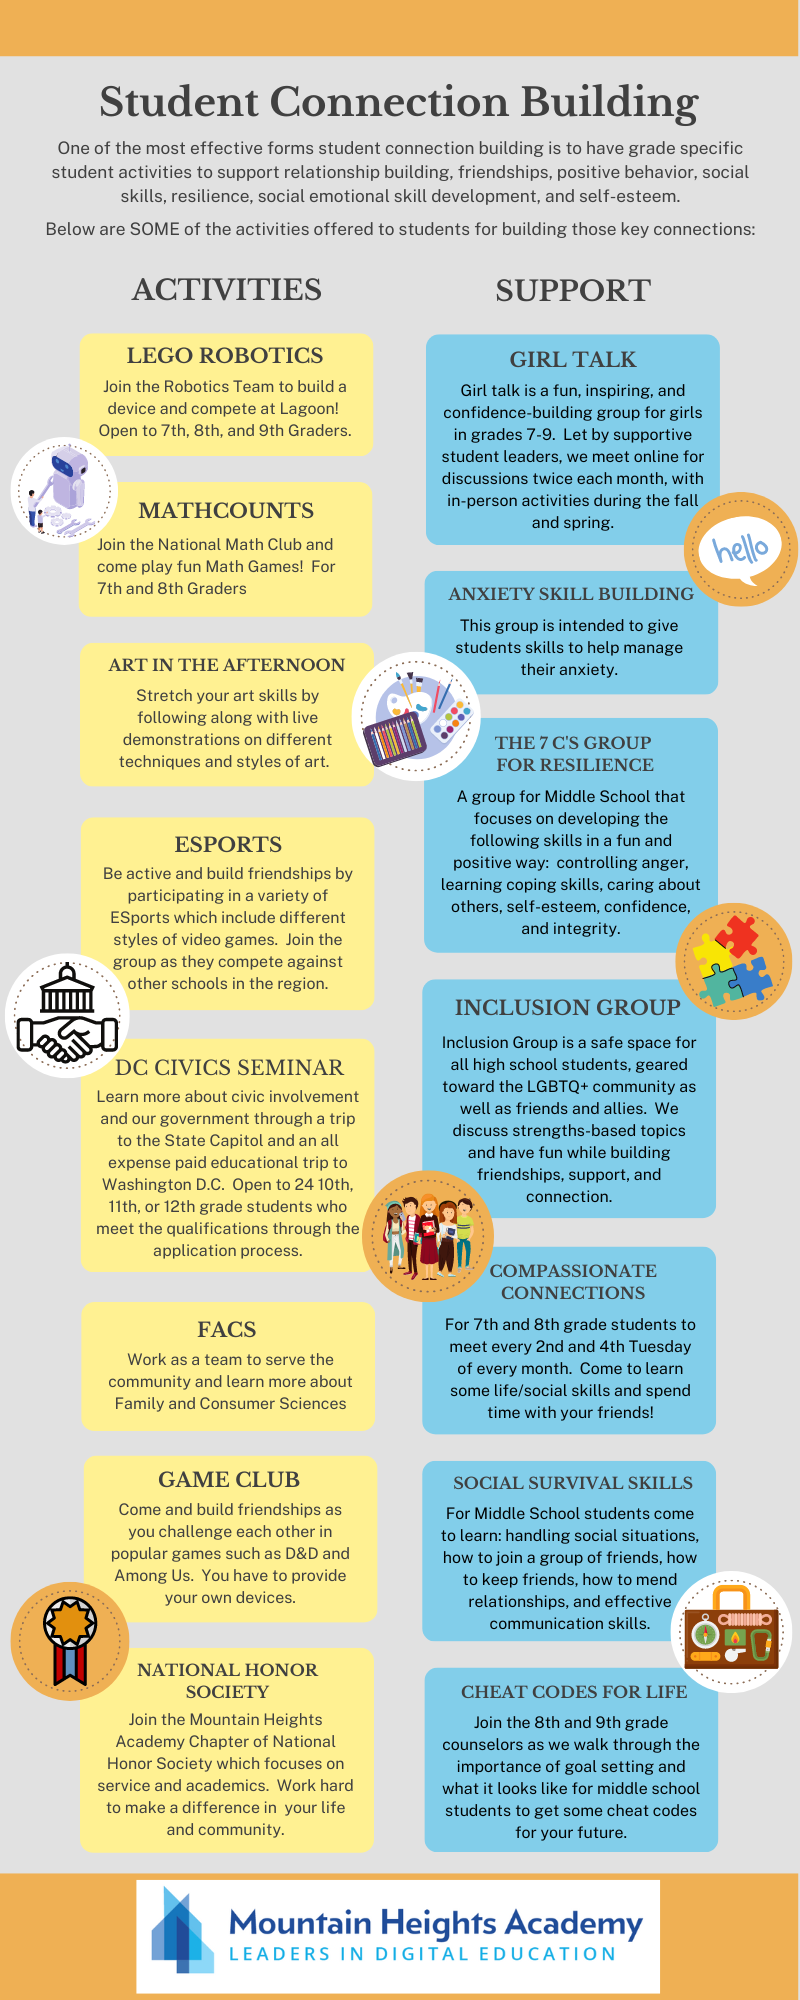 Student Connection Building
One of the most effective forms student connection building is to have grade specific
student activities to support relationship building, friendships, positive behavior, social
skills, resilience, social emotional skill development, and self-esteem.
Below are SOME of the activities offered to students for building those key connections:
ACTIVITIES
LEGO ROBOTICS
Join the Robotics Team to build a
device and compete at Lagoon!
Open to 7th, 8th, and 9th Graders.
MATHCOUNTS
Join the National Math Club and
come play fun Math Games!  For
7th and 8th Graders
ART IN THE AFTERNOON
Stretch your art skills by
following along with live
demonstrations on different
techniques and styles of art.
ESPORTS
Be active and build friendships by
participating in a variety of
ESports which include different
styles of video games.  Join the
group as they compete against
other schools in the region.
DC CIVICS SEMINAR
Learn more about civic involvement
and our government through a trip
to the State Capitol and an all
expense paid educational trip to
Washington D.C.  Open to 24 10th,
11th, or 12th grade students who
meet the qualifications through the
application process.
FACS
Work as a team to serve the
community and learn more about
Family and Consumer Sciences
GAME CLUB
Come and build friendships as
you challenge each other in
popular games such as D&D and
Among Us.  You have to provide
your own devices.
NATIONAL HONOR
SOCIETY
Join the Mountain Heights
Academy Chapter of National
Honor Society which focuses on
service and academics.  Work hard
to make a difference in  your life
and community.
SUPPORT
GIRL TALK
Girl talk is a fun, inspiring, and
confidence-building group for girls
in grades 7-9.  Let by supportive
student leaders, we meet online for
discussions twice each month, with
in-person activities during the fall
and spring.
hello
ANXIETY SKILL BUILDING
This group is intended to give
students skills to help manage
their anxiety.
THE 7 C'S GROUP
FOR RESILIENCE
A group for Middle School that
focuses on developing the
following skills in a fun and
positive way:  controlling anger,
learning coping skills, caring about
others, self-esteem, confidence,
and integrity.
INCLUSION GROUP
Inclusion Group is a safe space for
all high school students, geared
toward the LGBTQ+ community as
well as friends and allies.  We
discuss strengths-based topics
and have fun while building
friendships, support, and
connection.
COMPASSIONATE
CONNECTIONS
For 7th and 8th grade students to
meet every 2nd and 4th Tuesday
of every month.  Come to learn
some life/social skills and spend
time with your friends!
SOCIAL SURVIVAL SKILLS
For Middle School students come
to learn: handling social situations,
how to join a group of friends, how
to keep friends, how to mend
relationships, and effective
communication skills.
CHEAT CODES FOR LIFE
Join the 8th and 9th grade
counselors as we walk through the
importance of goal setting and
what it looks like for middle school
students to get some cheat codes
for your future.
Mountain Heights Academy
LEADERS IN DIGITAL EDUCATION